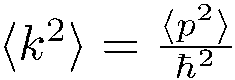 ⟨k²⟩ = ⟨p²⟩/ħ²